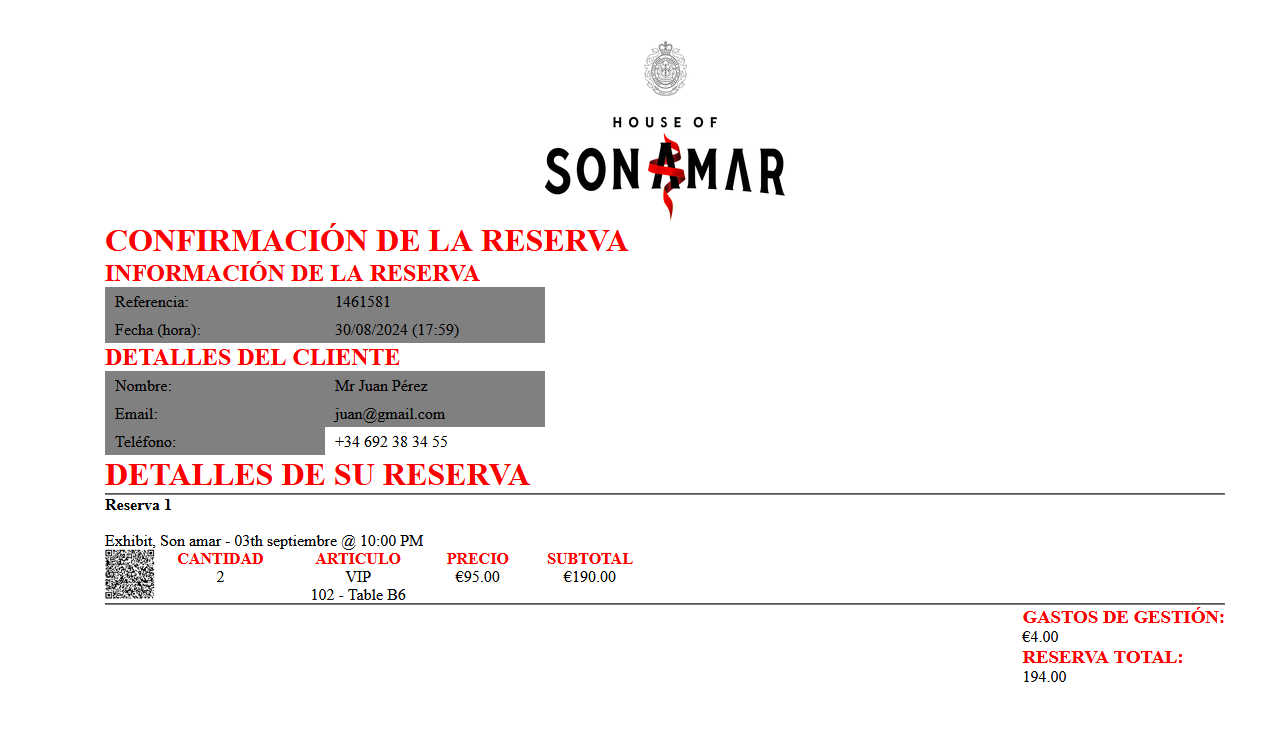 HOUSE OF
SON AMAR
CONFIRMACIÓN DE LA RESERVA
INFORMACIÓN DE LA RESERVA
Referencia: 1461581
Fecha (hora): 30/08/2024 (17:59)
DETALLES DEL CLIENTE
Nombre: Mr Juan Pérez
Email: juan@gmail.com
Teléfono: +34 692 38 34 55
DETALLES DE SU RESERVA
Reserva 1
Exhibit, Son amar - 03th septiembre @ 10:00 PM
CANTIDAD ARTICULO PRECIO SUBTOTAL
2 VIP €95.00 €190.00
102 - Table B6
GASTOS DE GESTIÓN:
€4.00
RESERVA TOTAL:
194.00